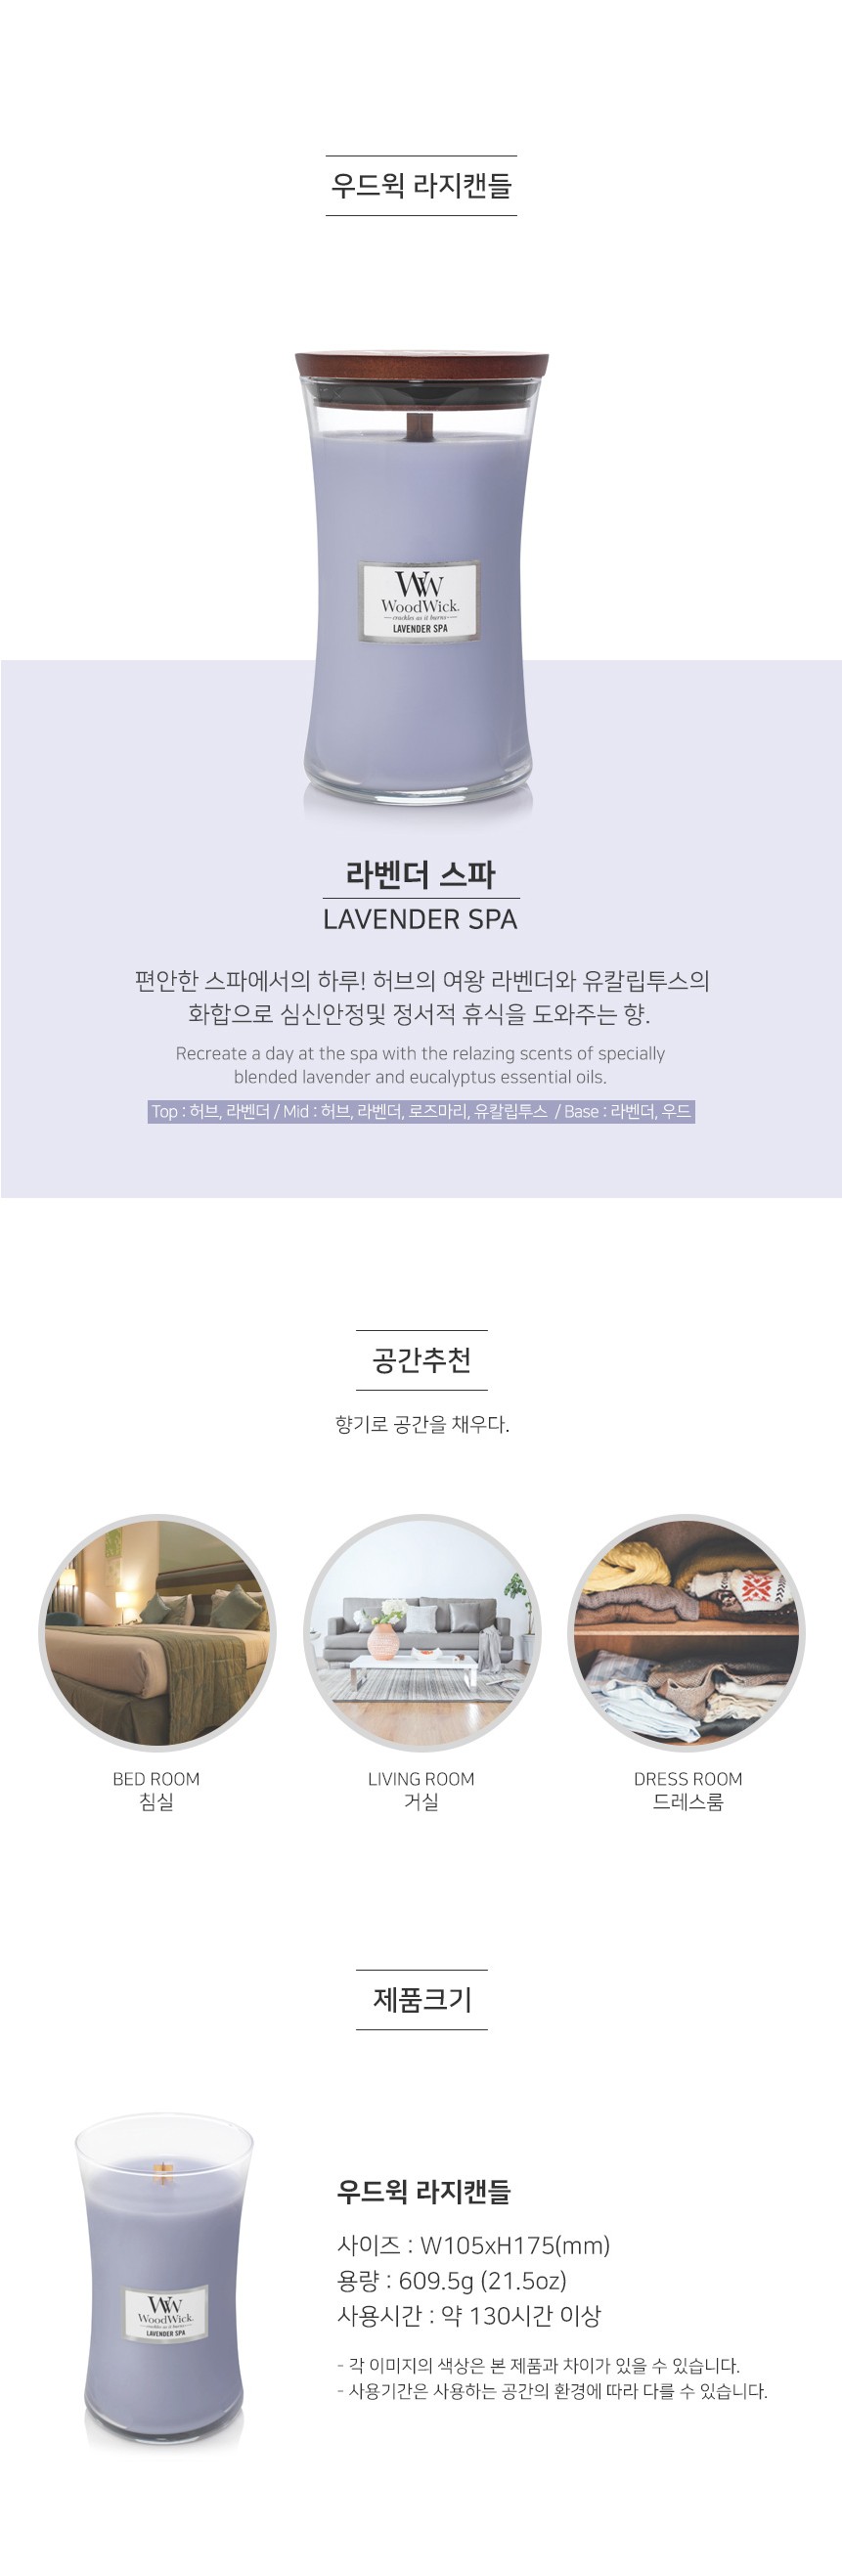 우드윅 라지캔들
WW
WoodWick.
crackles as it burns
LAVENDER SPA
라벤더 스파
LAVENDER SPA
편안한 스파에서의 하루! 허브의 여왕 라벤더와 유칼립투스의
화합으로 심신안정및 정서적 휴식을 도와주는 향.
Recreate a day at the spa with the relazing scents of specially
blended lavender and eucalyptus essential oils.
Top : 허브, 라벤더 / Mid : 허브, 라벤더, 로즈마리, 유칼립투스 / Base : 라벤더, 우드
공간추천
향기로 공간을 채우다.
BED ROOM
침실
LIVING ROOM
거실
DRESS ROOM
드레스룸
제품크기
WW
WoodWick.
crackles as it burns
LAVENDER SPA
우드윅 라지캔들
사이즈 : W105xH175(mm)
용량 : 609.5g (21.5oz)
사용시간 : 약 130시간 이상
- 각 이미지의 색상은 본 제품과 차이가 있을 수 있습니다.
- 사용기간은 사용하는 공간의 환경에 따라 다를 수 있습니다.